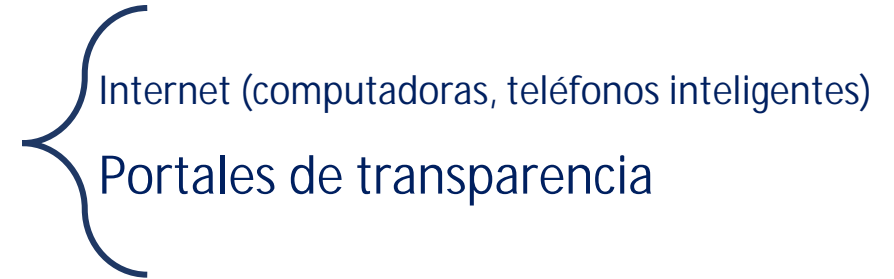 Internet (computadoras, teléfonos inteligentes)
Portales de transparencia